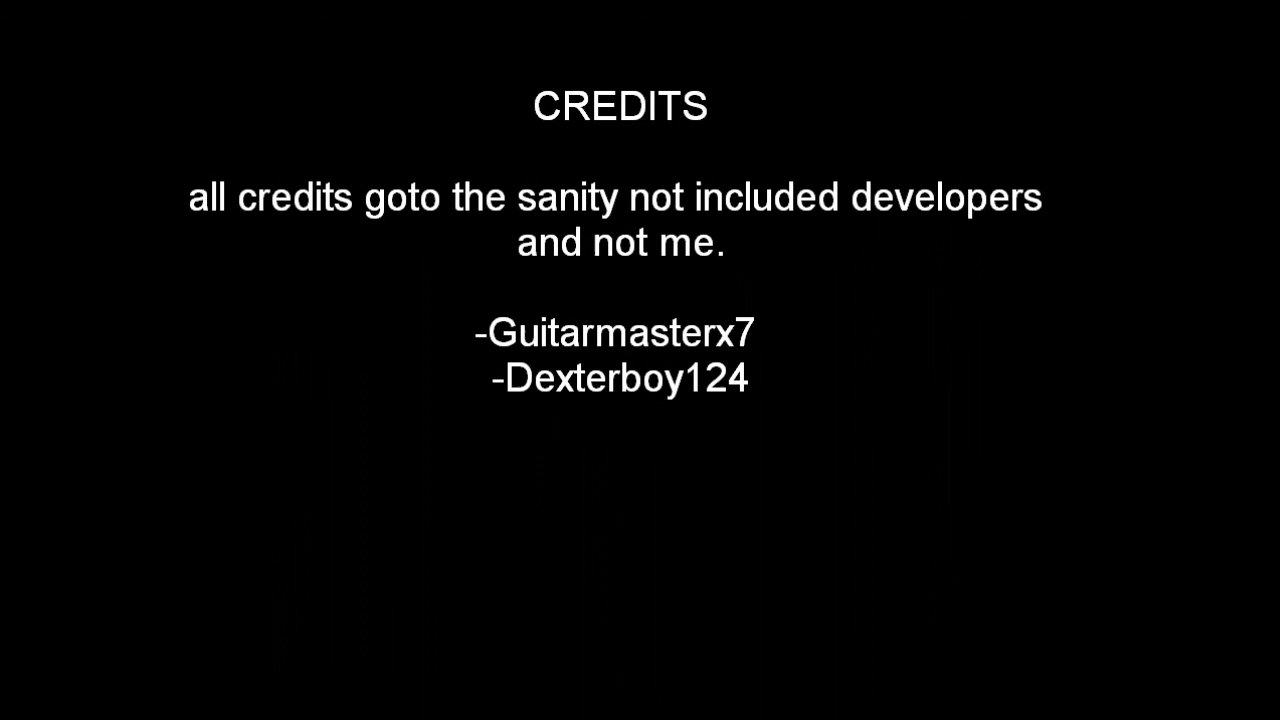 CREDITS
all credits goto the sanity not included developers
and not me.
-Guitarmasterx7
-Dexterboy124